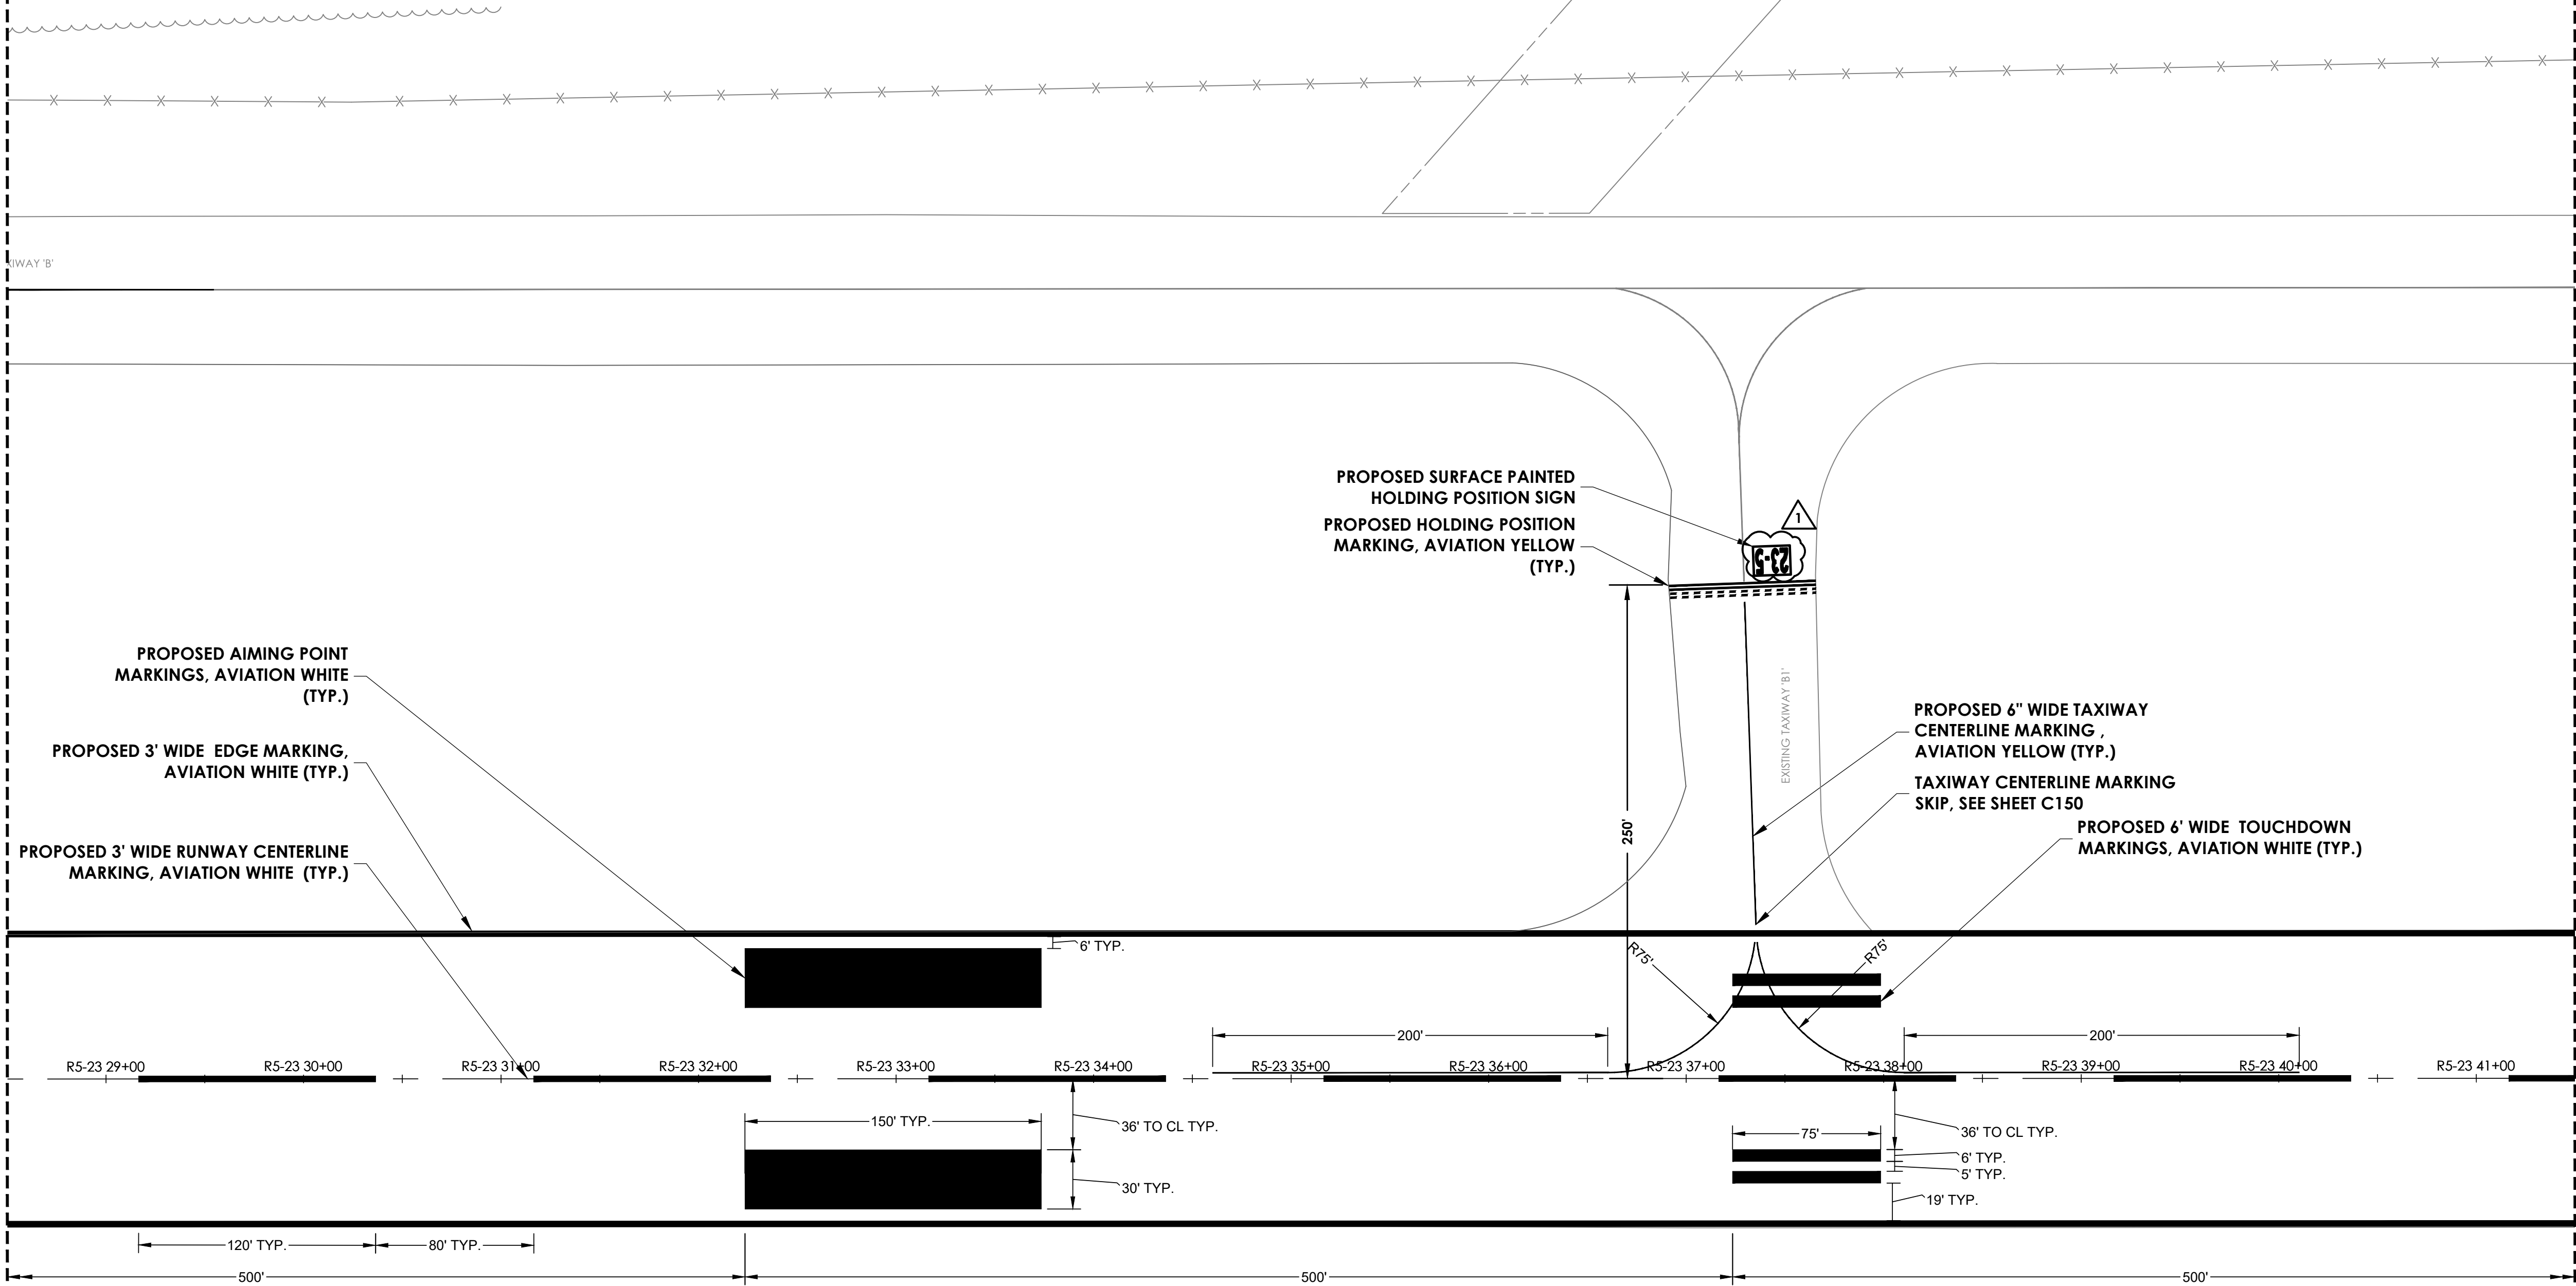 XIWAY 'B'
PROPOSED SURFACE PAINTED
HOLDING POSITION SIGN
PROPOSED HOLDING POSITION
MARKING, AVIATION YELLOW
(TYP.)
1
23-5
PROPOSED AIMING POINT
MARKINGS, AVIATION WHITE
(TYP.)
PROPOSED 3' WIDE EDGE MARKING,
AVIATION WHITE (TYP.)
PROPOSED 3' WIDE RUNWAY CENTERLINE
MARKING, AVIATION WHITE (TYP.)
250'
EXISTING TAXIWAY 'B1'
PROPOSED 6" WIDE TAXIWAY
CENTERLINE MARKING ,
AVIATION YELLOW (TYP.)
TAXIWAY CENTERLINE MARKING
SKIP, SEE SHEET C150
PROPOSED 6' WIDE TOUCHDOWN
MARKINGS, AVIATION WHITE (TYP.)
6' TYP.
R75'
R75'
200'
200'
R5-23 29+00
R5-23 30+00
R5-23 31+00
R5-23 32+00
R5-23 33+00
R5-23 34+00
R5-23 35+00
R5-23 36+00
R5-23 37+00
R5-23 38+00
R5-23 39+00
R5-23 40+00
R5-23 41+00
150' TYP.
36' TO CL TYP.
30' TYP.
75'
36' TO CL TYP.
6' TYP.
5' TYP.
19' TYP.
120' TYP.
80' TYP.
500'
500'
500'